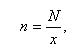 n = N/x,